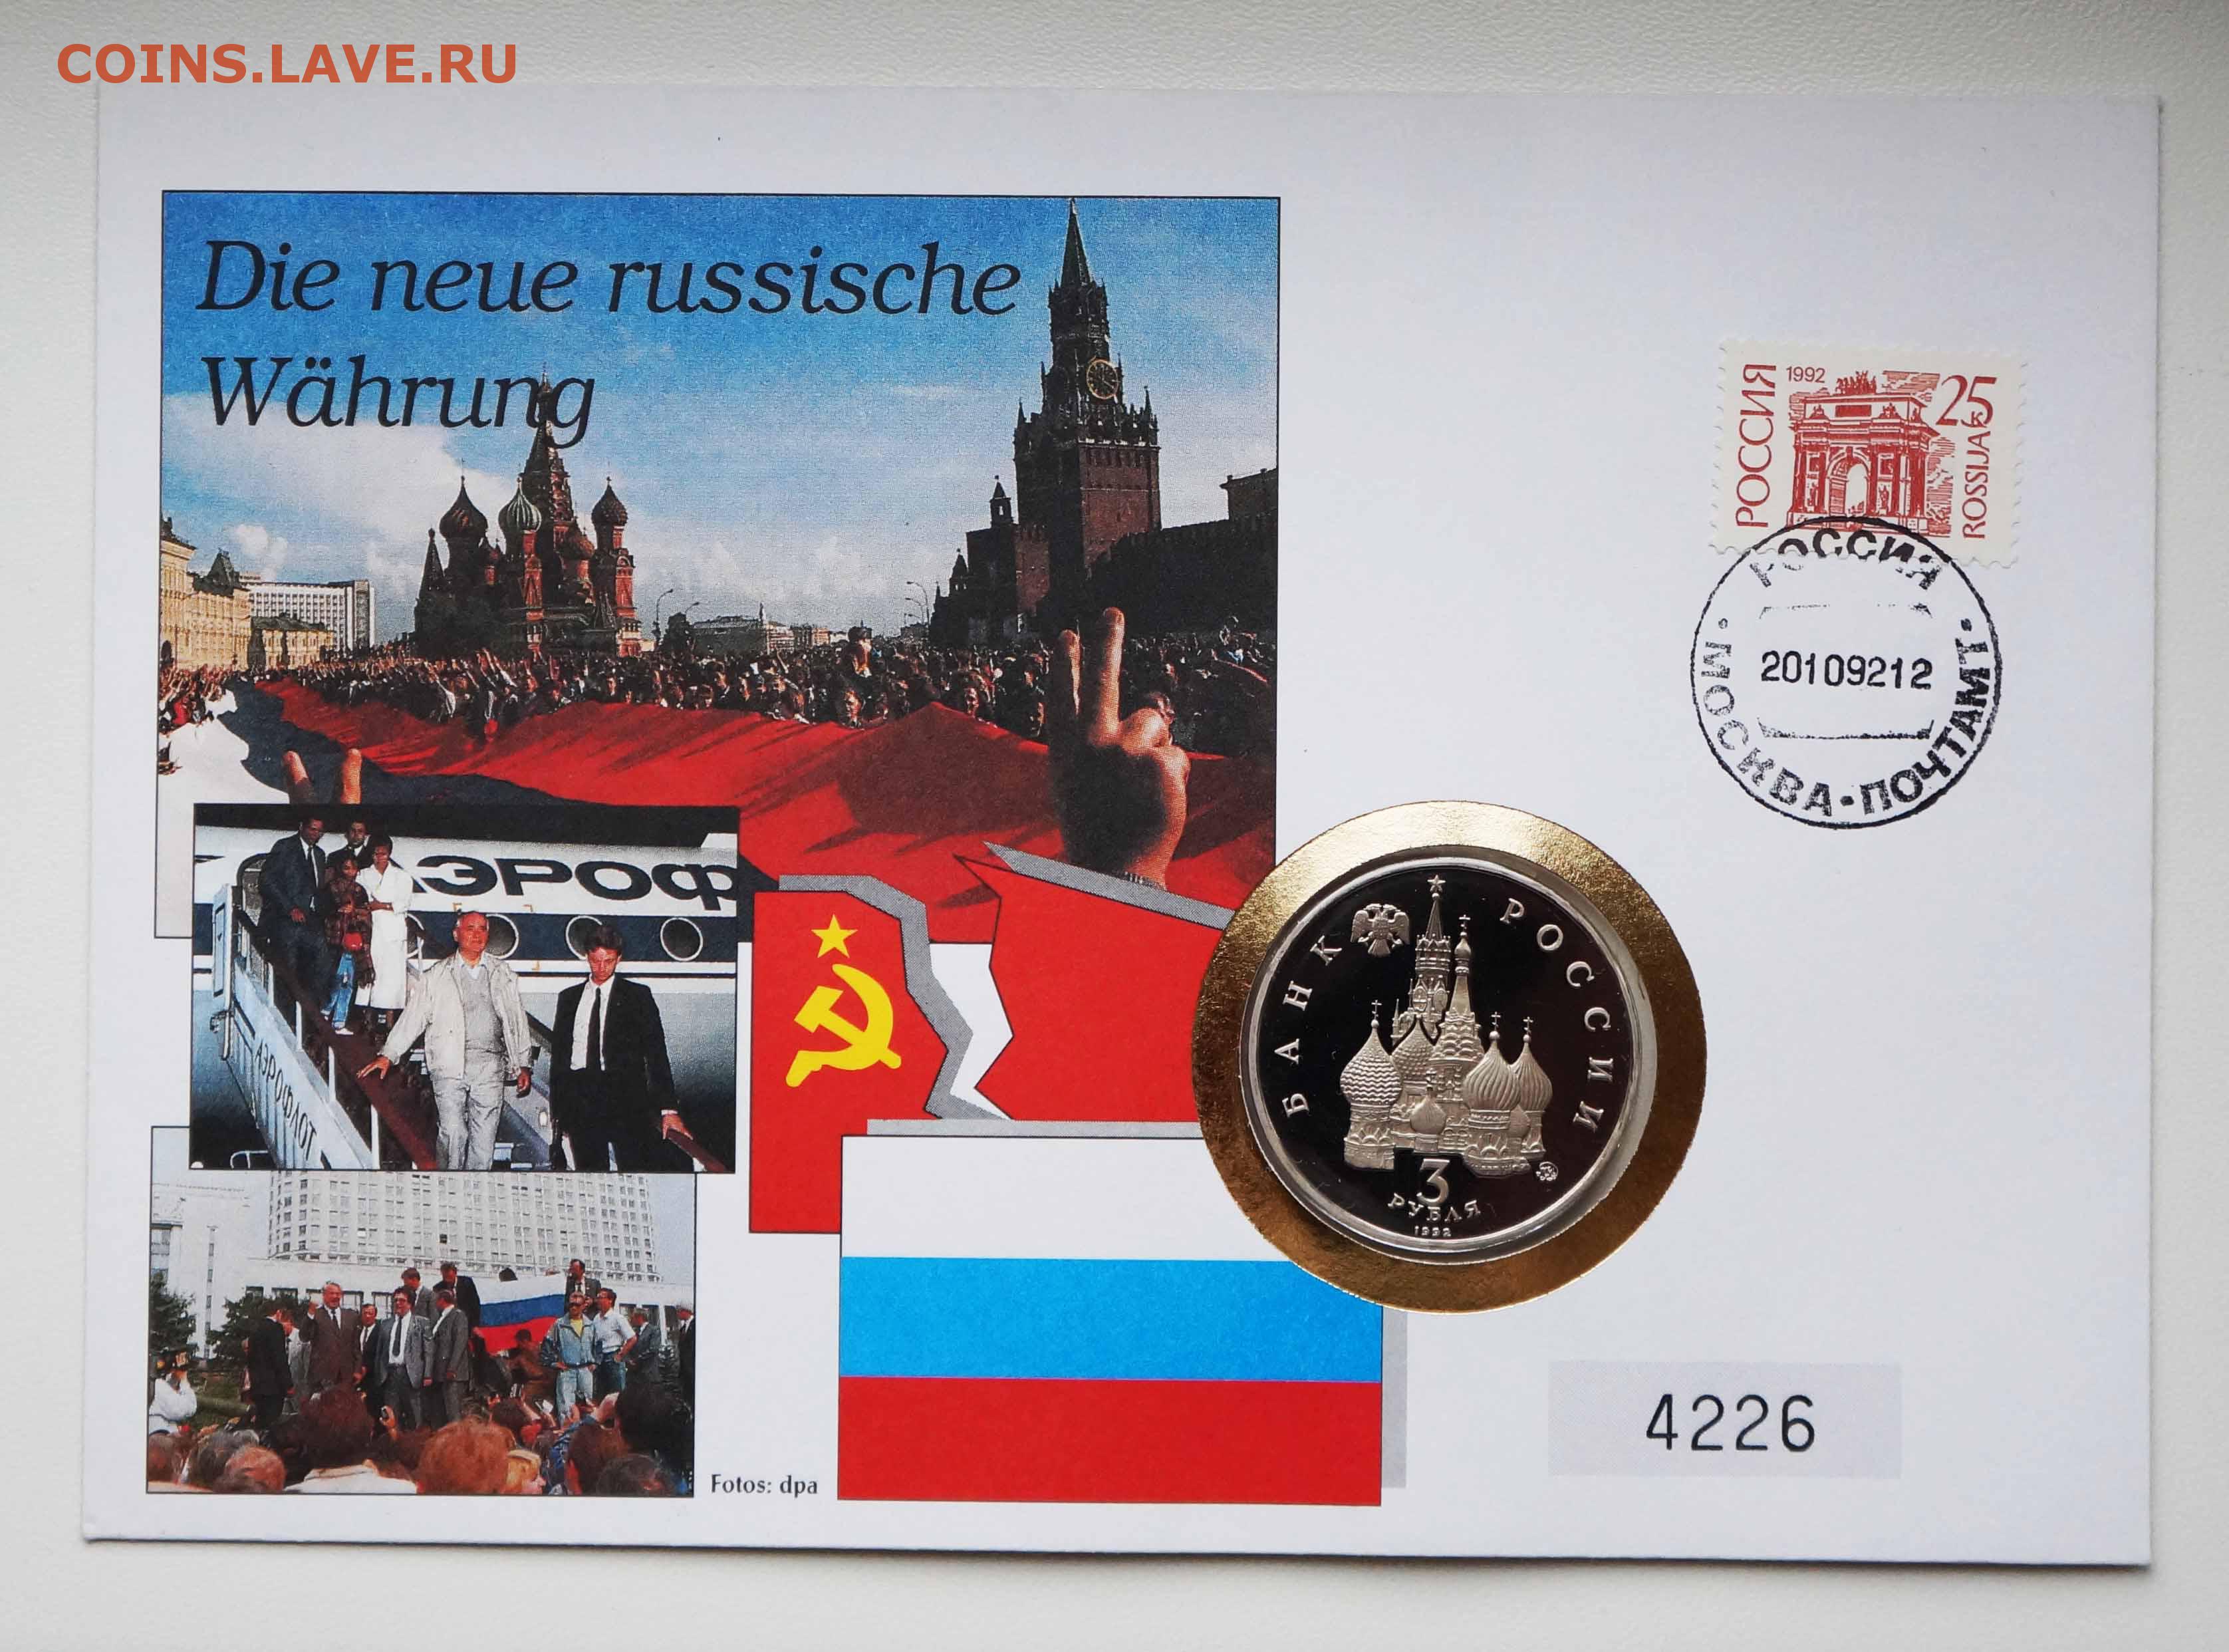 COINS.LAVE.RU
Die neue russische
Währung
РОССИЯ
1992
25
к
ROSSIJA
РОССИЯ
20109212
• МОСКВА • ПОЧТАМТ •
АЭРОФ
АЭРОФЛОТ
БАНК РОССИИ
3
РУБЛЯ
1992
Fotos: dpa
4226